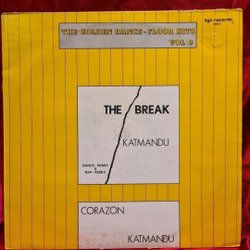 THE GOLDEN DANCE-FLOOR HITS
VOL 9
THE BREAK
KATMANDU
DANCE-REMIX
&
RAP-REMIX
CORAZON
KATMANDU